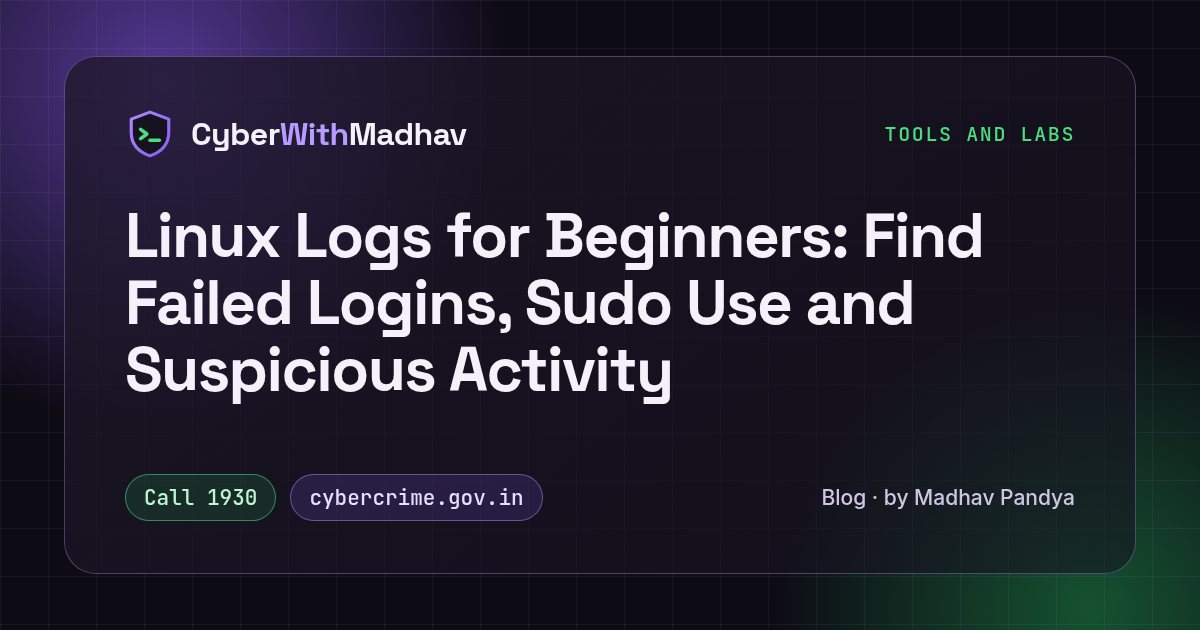 CyberWithMadhav
TOOLS AND LABS
Linux Logs for Beginners: Find
Failed Logins, Sudo Use and
Suspicious Activity
Call 1930
cybercrime.gov.in
Blog · by Madhav Pandya